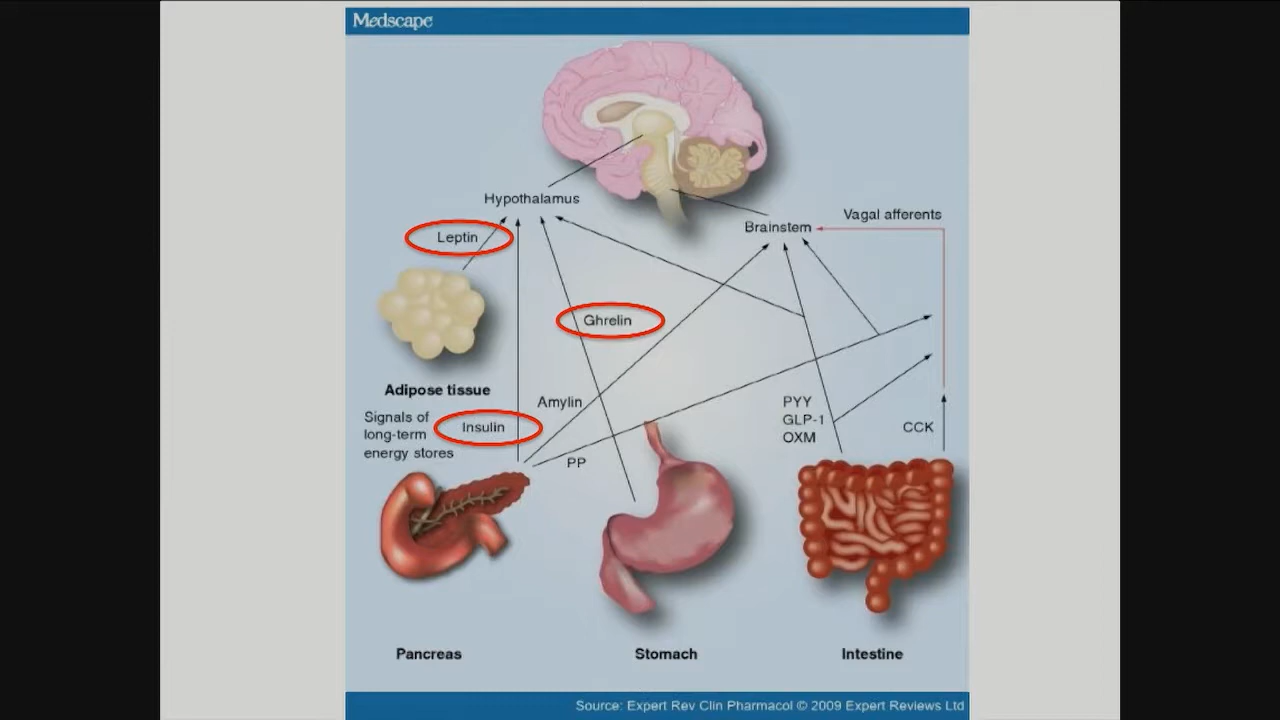 Medscape
Hypothalamus
Vagal afferents
Brainstem
Leptin
Ghrelin
Adipose tissue
Amylin
PYY
GLP-1
OXM
Signals of
long-term
energy stores
Insulin
CCK
PP
Pancreas
Stomach
Intestine
Source: Expert Rev Clin Pharmacol © 2009 Expert Reviews Ltd